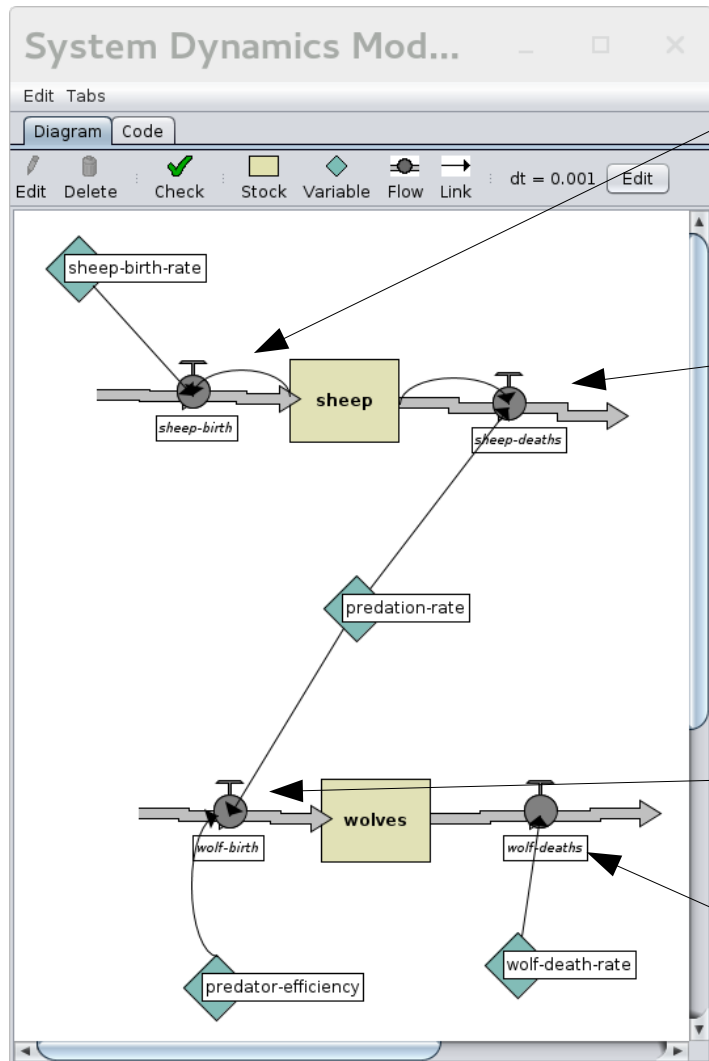 System Dynamics Mod...
Edit Tabs
Diagram Code
Edit Delete Check Stock Variable Flow Link dt = 0.001 Edit
sheep-birth-rate
sheep
sheep-birth
sheep-deaths
predation-rate
wolves
wolf-birth
wolf-deaths
wolf-death-rate
predator-efficiency